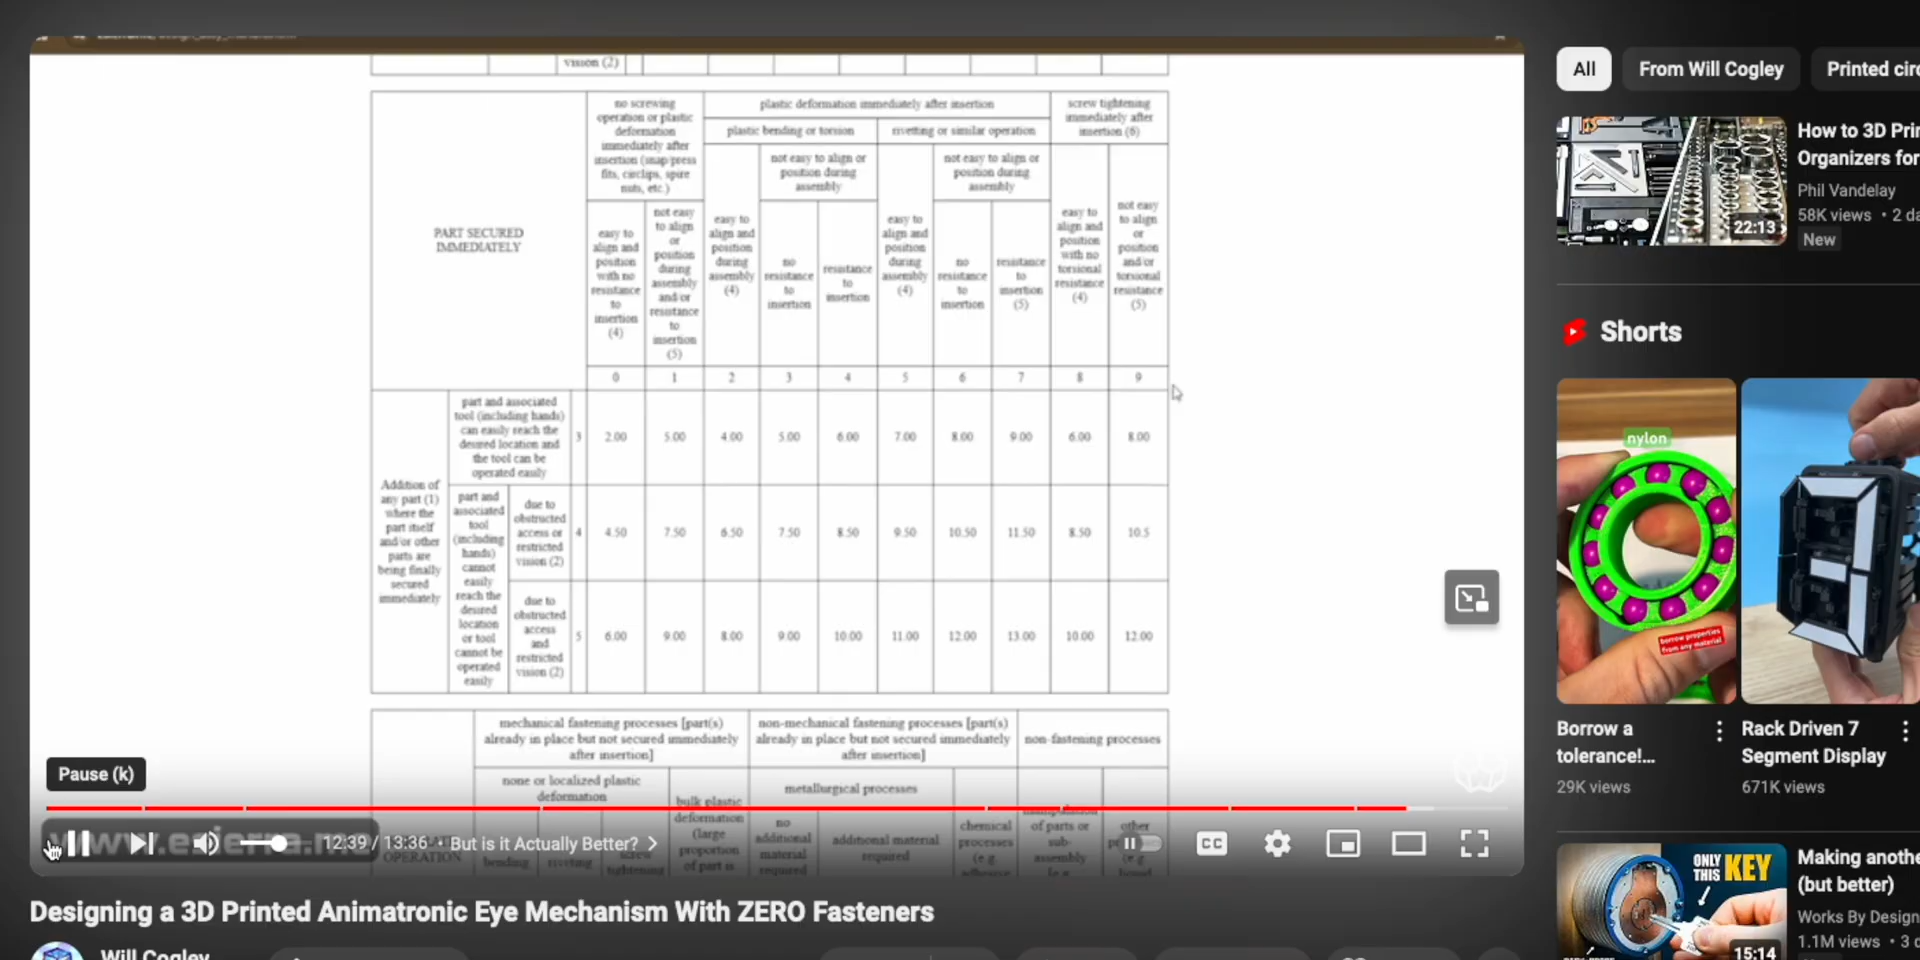 vision (2)
PART SECURED
IMMEDIATELY
no screwing
operation or plastic
deformation
immediately after
insertion (snap/press
fits, circlips, spire
nuts, etc.)
plastic deformation immediately after insertion
plastic bending or torsion
rivetting or similar operation
screw tightening
immediately after
insertion (6)
not easy to align or
position during
assembly
not easy to align or
position during
assembly
easy to
align and
position
with no
resistance
to
insertion
(4)
not easy
to align
or
position
during
assembly
and/or
resistance
to
insertion
(5)
easy to
align and
position
during
assembly
(4)
no
resistance
to
insertion
resistance
to
insertion
easy to
align and
position
during
assembly
(4)
no
resistance
to
insertion
resistance
to
insertion
(5)
easy to
align and
position
with no
torsional
resistance
(4)
not easy
to align
or
position
and/or
torsional
resistance
(5)
0 1 2 3 4 5 6 7 8 9
Addition of
any part (1)
where the
part itself
and/or other
parts are
being finally
secured
immediately
part and associated
tool (including hands)
can easily reach the
desired location and
the tool can be
operated easily
3 2.00 5.00 4.00 5.00 6.00 7.00 8.00 9.00 6.00 8.00
part and
associated
tool
(including
hands)
cannot
easily
reach the
desired
location
or tool
cannot be
operated
easily
due to
obstructed
access or
restricted
vision (2)
4 4.50 7.50 6.50 7.50 8.50 9.50 10.50 11.50 8.50 10.5
due to
obstructed
access
and
restricted
vision (2)
5 6.00 9.00 8.00 9.00 10.00 11.00 12.00 13.00 10.00 12.00
mechanical fastening processes [part(s)
already in place but not secured immediately
after insertion]
non-mechanical fastening processes [part(s)
already in place but not secured immediately
after insertion]
non-fastening processes
none or localized plastic
deformation
bulk plastic
deformation
(large
proportion
of part is
metallurgical processes
no
additional
material
required
additional material
required
chemical
processes
(e.g.
adhesive
of parts or
sub-
assembly
(e.g.
other
OPERATION
bending
riveting
screw
tightening
Pause (k)
12:39 / 13:36 • But is it Actually Better?
CC
Designing a 3D Printed Animatronic Eye Mechanism With ZERO Fasteners
Will Cogley
All
From Will Cogley
Printed circ
22:13
How to 3D Prin
Organizers for
Phil Vandelay
58K views • 2 da
New
Shorts
nylon
borrow properties
from any material
Borrow a
tolerance!...
29K views
Rack Driven 7
Segment Display
671K views
ONLY
THIS KEY
15:14
Making anothe
(but better)
Works By Design
1.1M views • 3 d